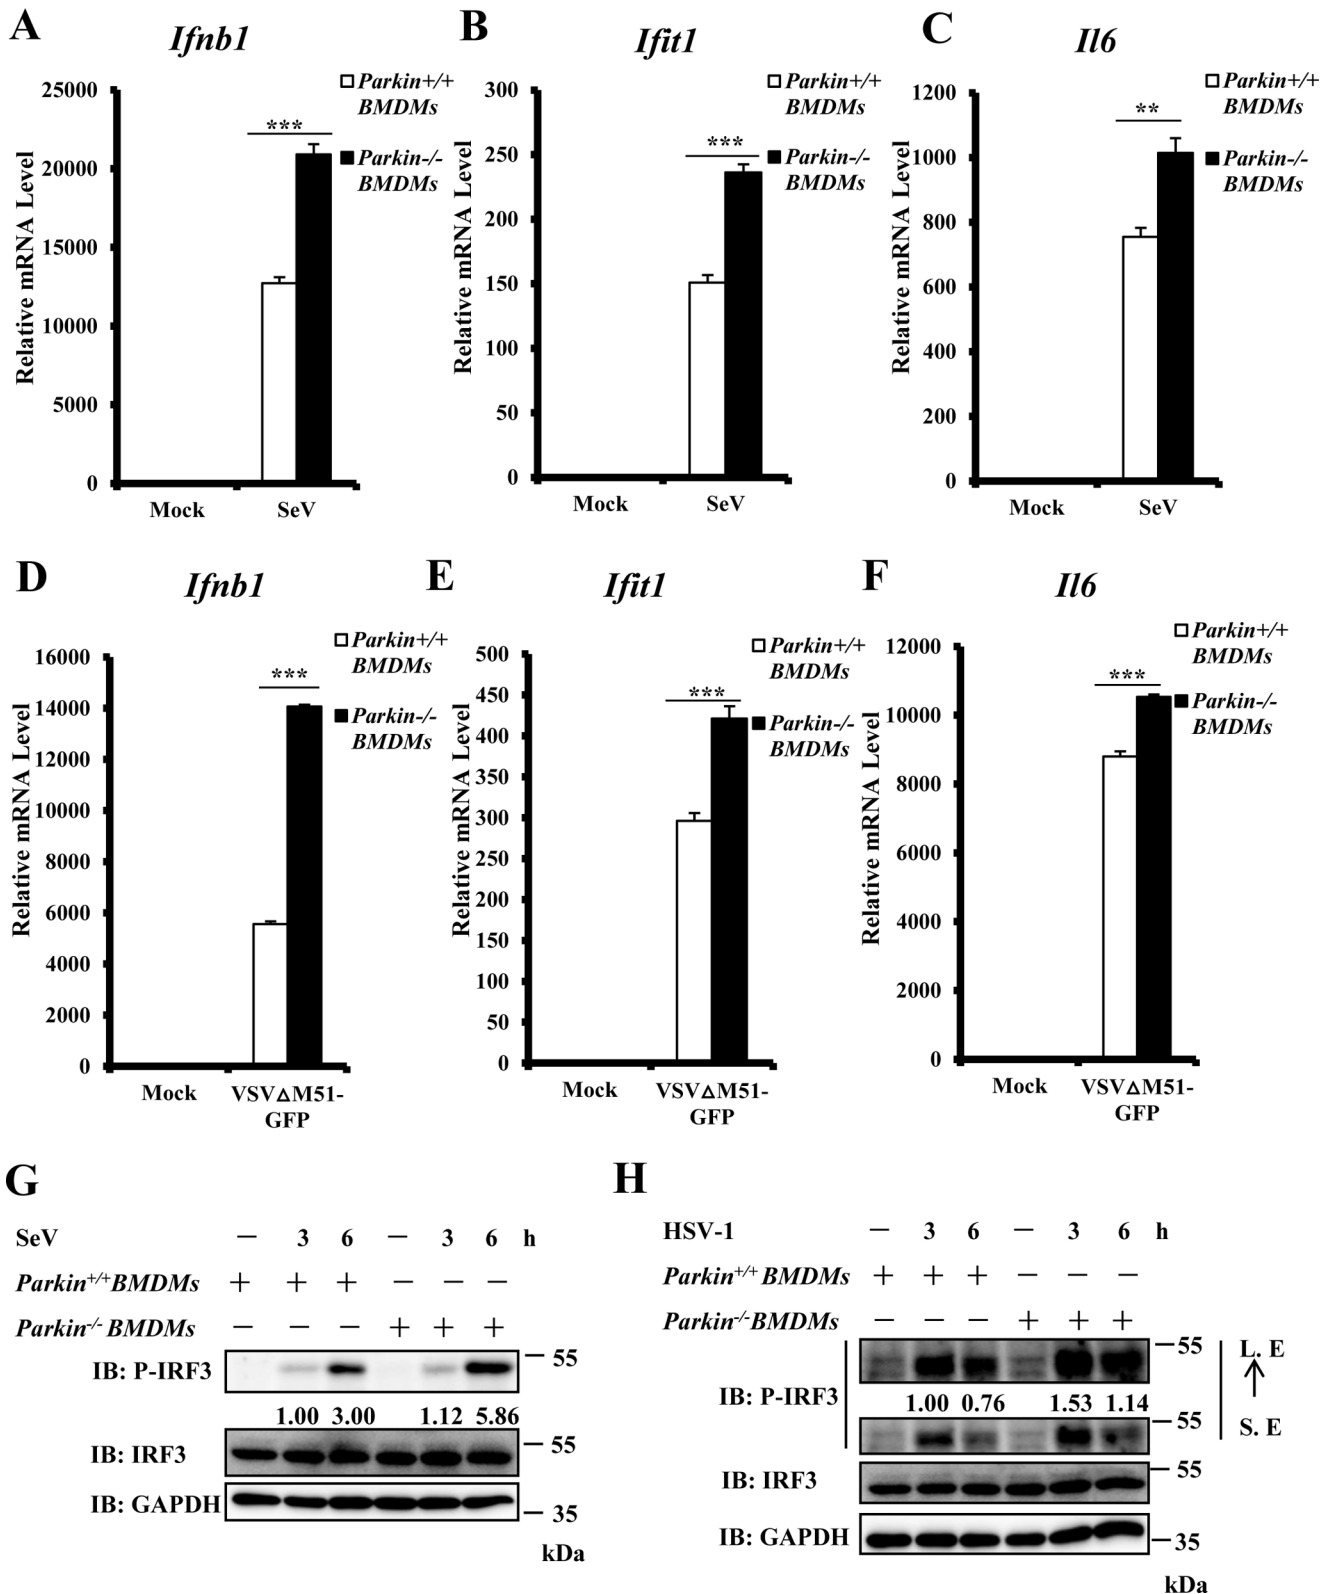 A
Ifnb1
Relative mRNA Level
25000
20000
15000
10000
5000
0
***
Parkin+/+
BMDMs
Parkin-/-
BMDMs
Mock
SeV
B
Ifit1
Relative mRNA Level
300
250
200
150
100
50
0
***
Parkin+/+
BMDMs
Parkin-/-
BMDMs
Mock
SeV
C
Il6
Relative mRNA Level
1200
1000
800
600
400
200
0
**
Parkin+/+
BMDMs
Parkin-/-
BMDMs
Mock
SeV
D
Ifnb1
Relative mRNA Level
16000
14000
12000
10000
8000
6000
4000
2000
0
***
Parkin+/+
BMDMs
Parkin-/-
BMDMs
Mock
VSV△M51-
GFP
E
Ifit1
Relative mRNA Level
500
450
400
350
300
250
200
150
100
50
0
***
Parkin+/+
BMDMs
Parkin-/-
BMDMs
Mock
VSV△M51-
GFP
F
Il6
Relative mRNA Level
12000
10000
8000
6000
4000
2000
0
***
Parkin+/+
BMDMs
Parkin-/-
BMDMs
Mock
VSV△M51-
GFP
G
SeV — 3 6 — 3 6 h
Parkin+/+ BMDMs + + + — — —
Parkin-/- BMDMs — — — + + +
IB: P-IRF3 55
1.00 3.00 1.12 5.86
IB: IRF3 55
IB: GAPDH 35
kDa
H
HSV-1 — 3 6 — 3 6 h
Parkin+/+ BMDMs + + + — — —
Parkin-/- BMDMs — — — + + +
55 L. E
IB: P-IRF3 1.00 0.76 1.53 1.14
55 S. E
IB: IRF3 55
IB: GAPDH 35
kDa